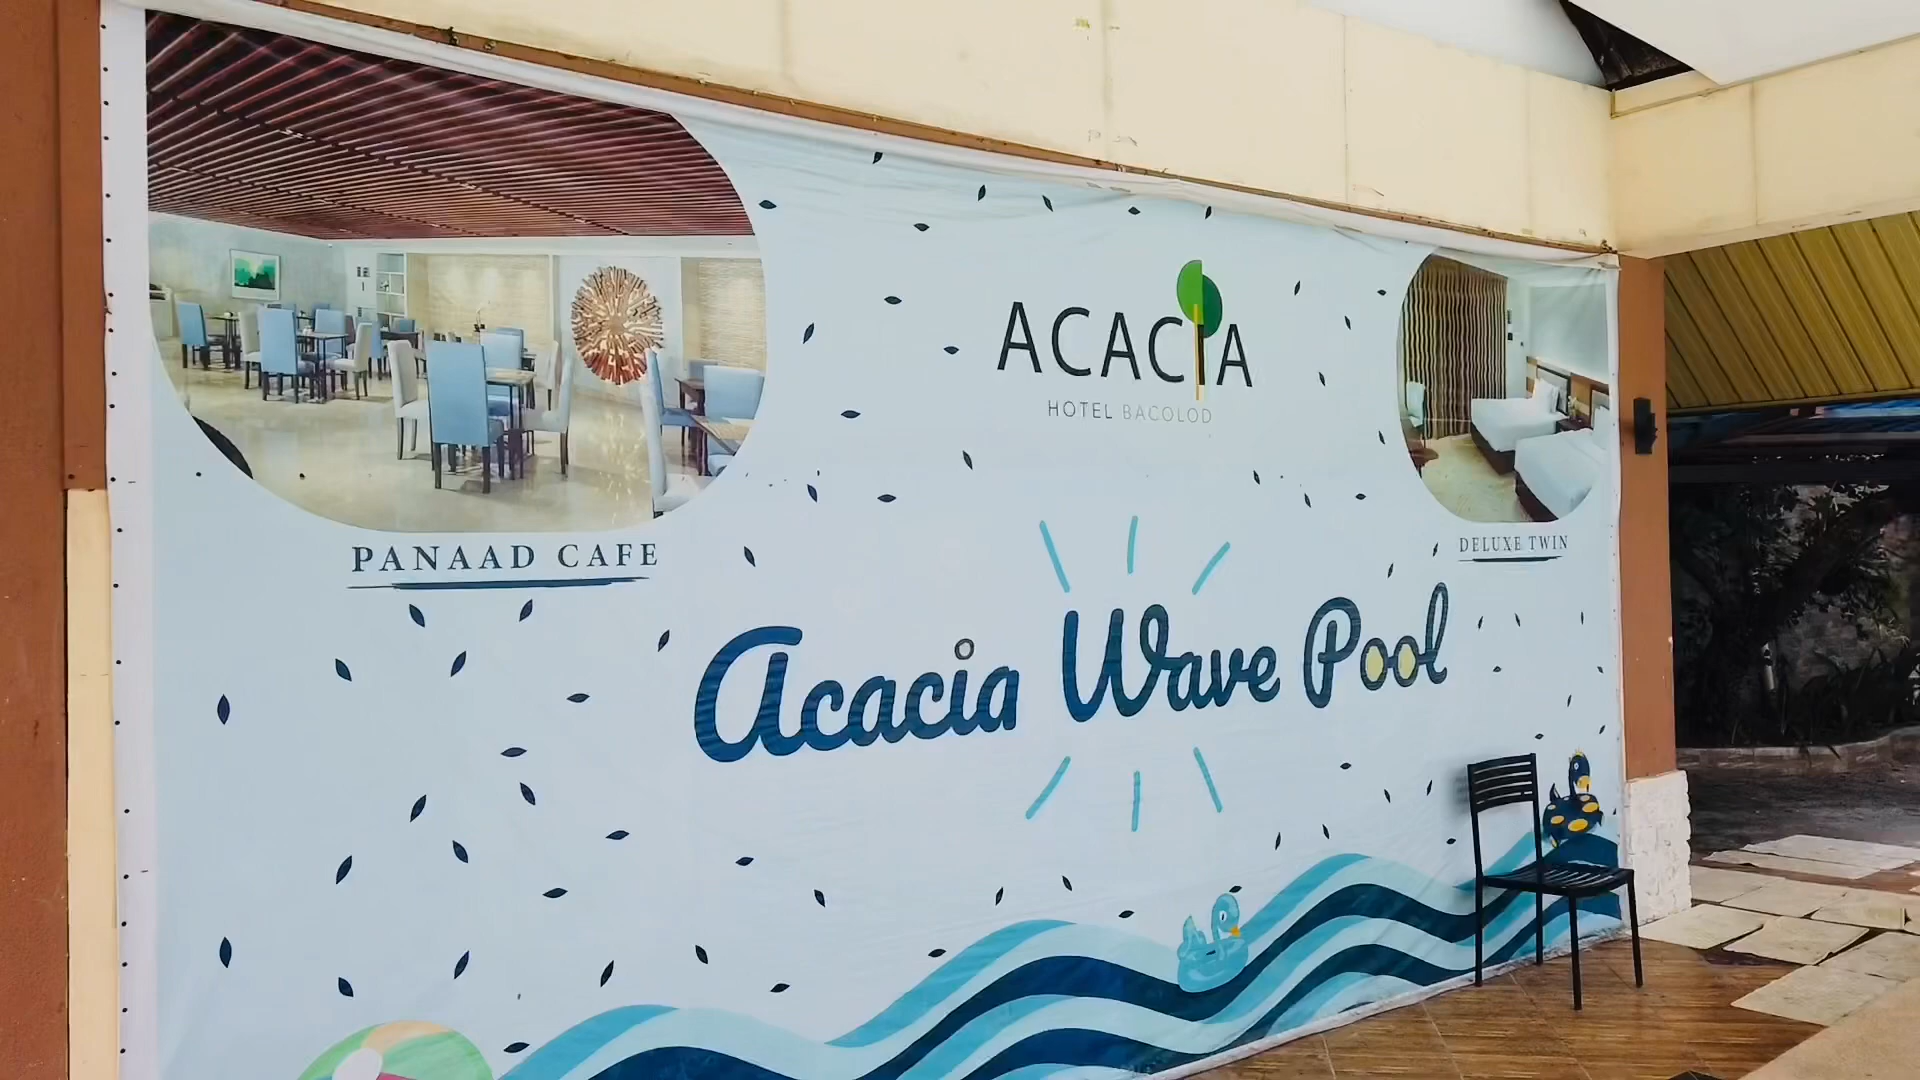 ACACIA
HOTEL BACOLOD
PANAAD CAFE
DELUXE TWIN
Acacia Wave Pool